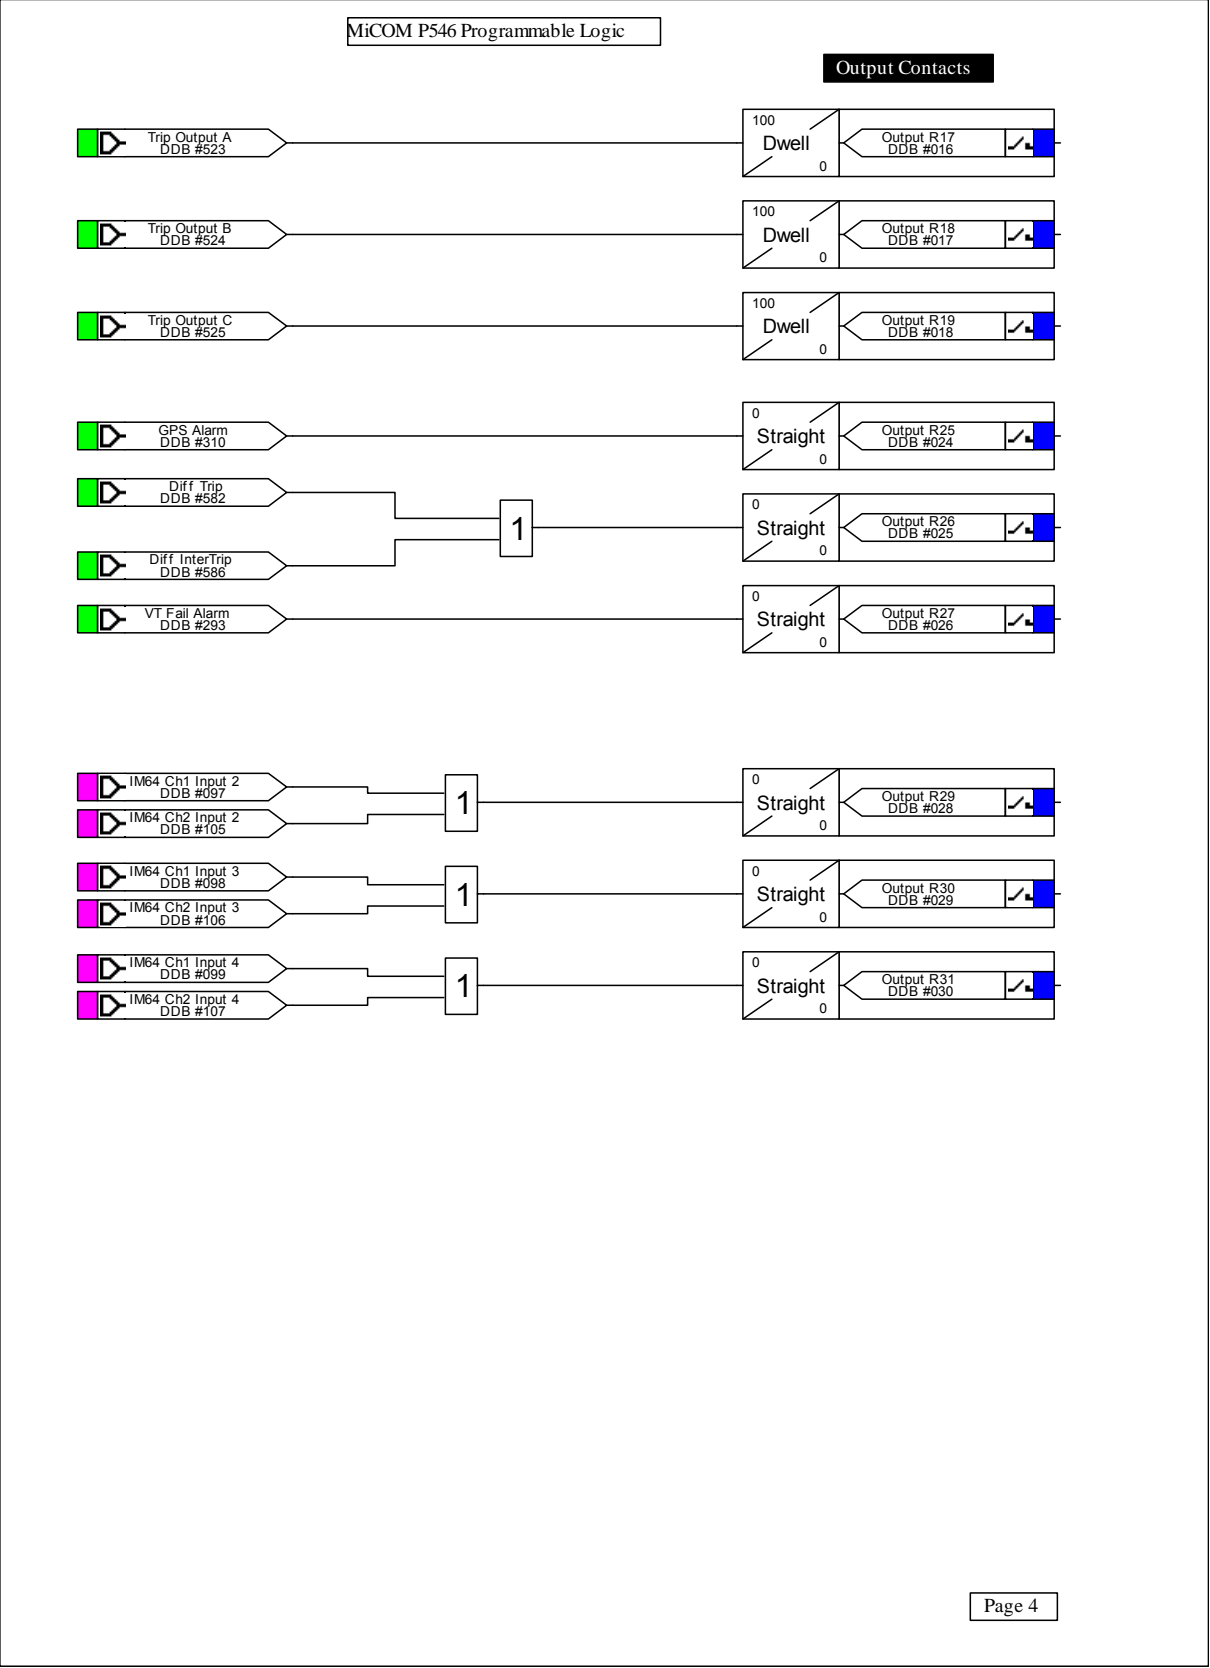 MiCOM P546 Programmable Logic
Output Contacts
Trip Output A
DDB #523
100
Dwell
0
Output R17
DDB #016
Trip Output B
DDB #524
100
Dwell
0
Output R18
DDB #017
Trip Output C
DDB #525
100
Dwell
0
Output R19
DDB #018
GPS Alarm
DDB #310
0
Straight
0
Output R25
DDB #024
Diff Trip
DDB #582
Diff InterTrip
DDB #586
1
0
Straight
0
Output R26
DDB #025
VT Fail Alarm
DDB #293
0
Straight
0
Output R27
DDB #026
IM64 Ch1 Input 2
DDB #097
IM64 Ch2 Input 2
DDB #105
1
0
Straight
0
Output R29
DDB #028
IM64 Ch1 Input 3
DDB #098
IM64 Ch2 Input 3
DDB #106
1
0
Straight
0
Output R30
DDB #029
IM64 Ch1 Input 4
DDB #099
IM64 Ch2 Input 4
DDB #107
1
0
Straight
0
Output R31
DDB #030
Page 4